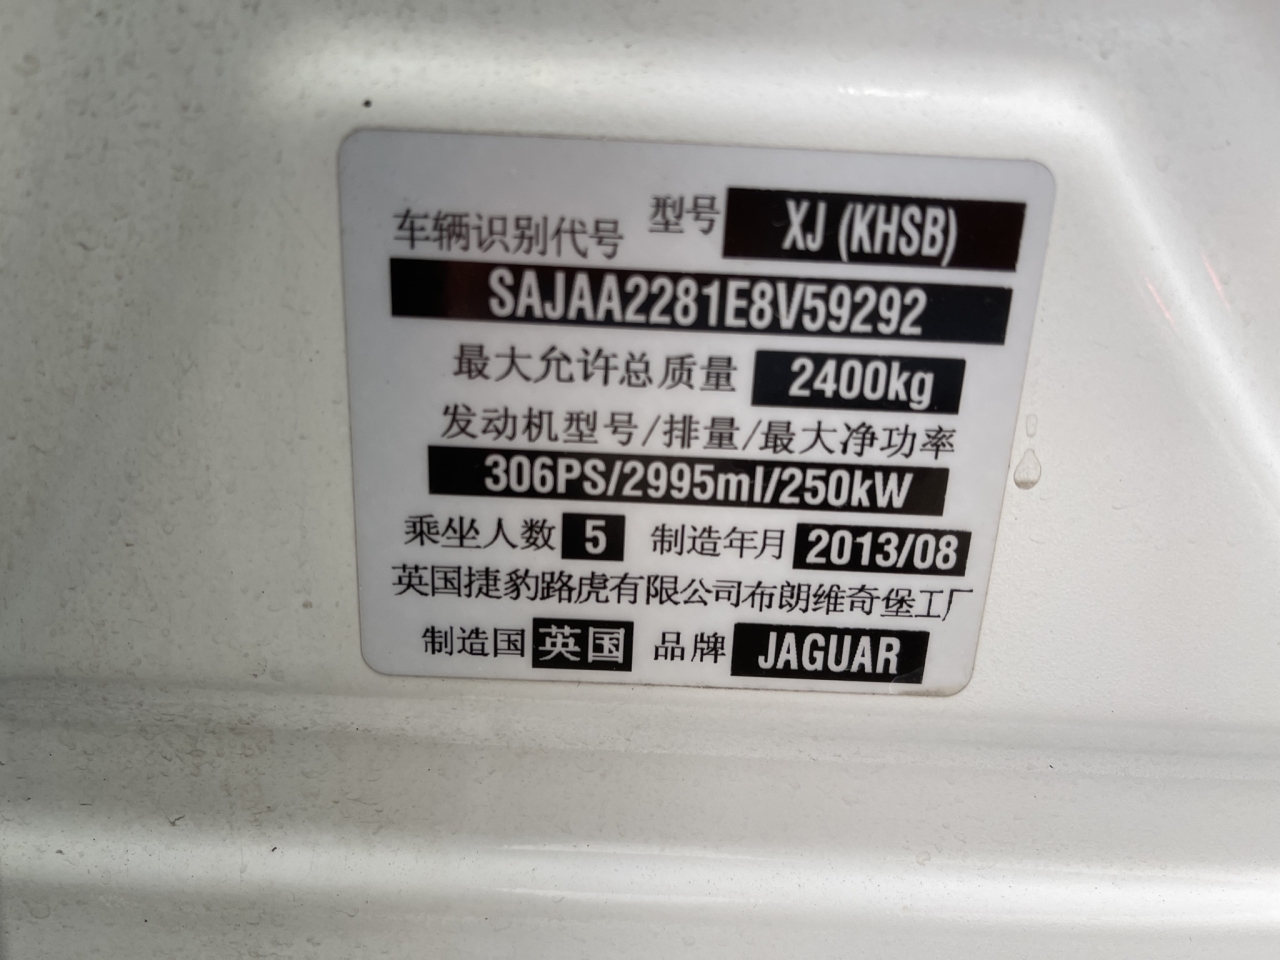 型号 XJ (KHSB)
车辆识别代号
SAJAA2281E8V59292
最大允许总质量 2400kg
发动机型号/排量/最大净功率
306PS/2995ml/250kW
乘坐人数 5 制造年月 2013/08
英国捷豹路虎有限公司布朗维奇堡工厂
制造国 英国 品牌 JAGUAR